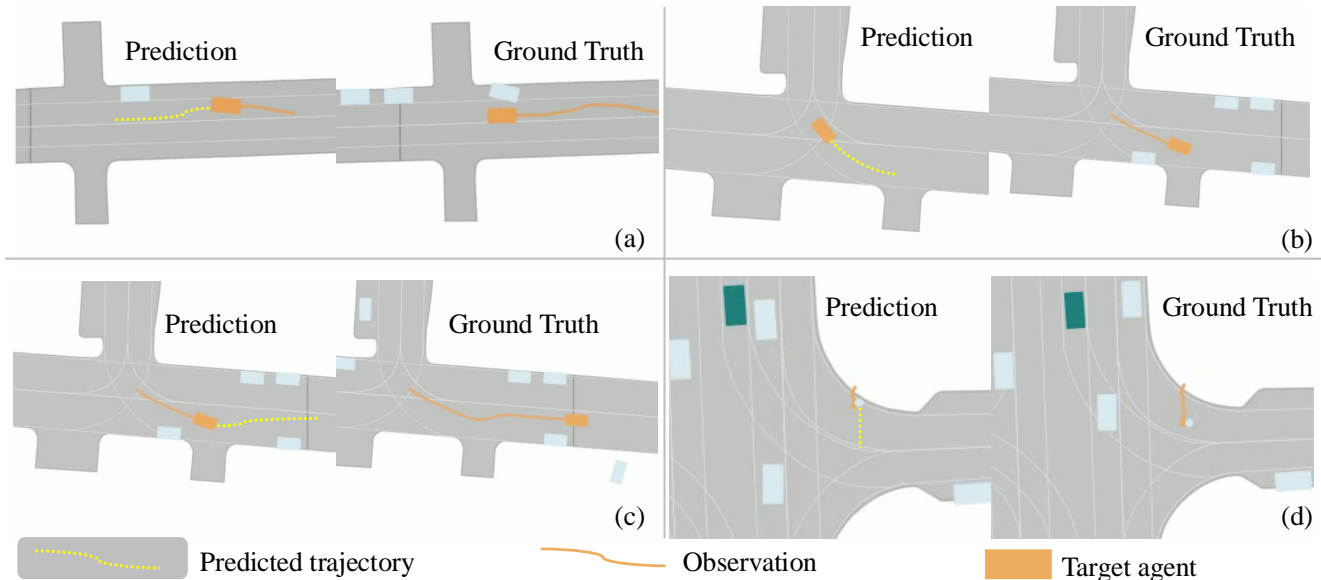 Prediction
Ground Truth
(a)
Prediction
Ground Truth
(b)
Prediction
Ground Truth
(c)
Prediction
Ground Truth
(d)
Predicted trajectory
Observation
Target agent